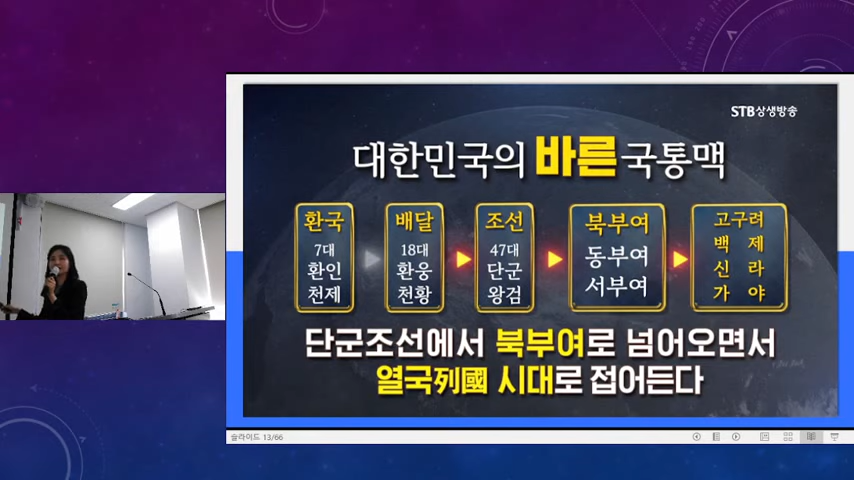 STB상생방송
대한민국의 바른 국통맥
환국
7대
환인
천제
배달
18대
환웅
천황
조선
47대
단군
왕검
북부여
동부여
서부여
고구려
백 제
신 라
가 야
단군조선에서 북부여로 넘어오면서
열국列國 시대로 접어든다
슬라이드 13/66